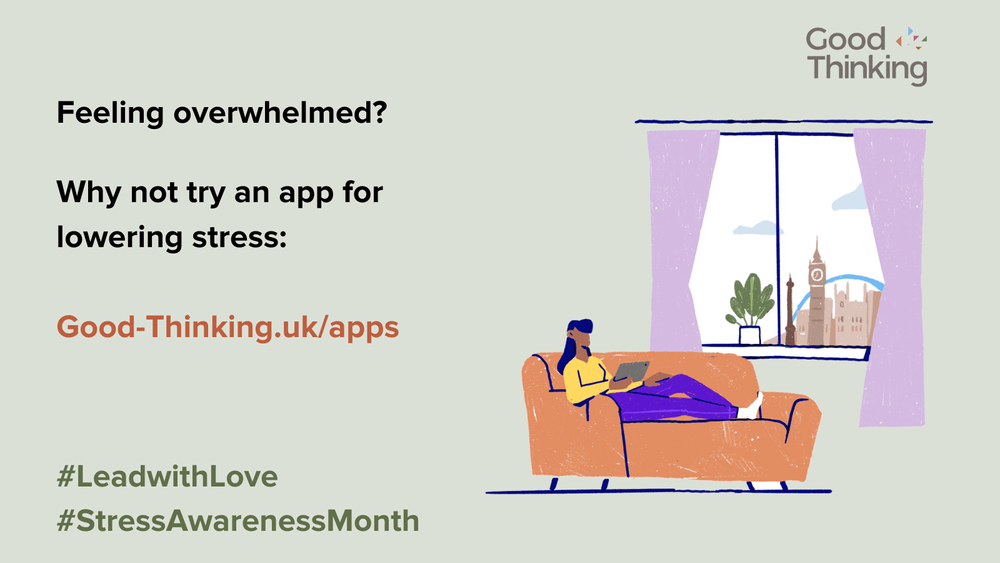 Good
Thinking
Feeling overwhelmed?
Why not try an app for
lowering stress:
Good-Thinking.uk/apps
#LeadwithLove
#StressAwarenessMonth